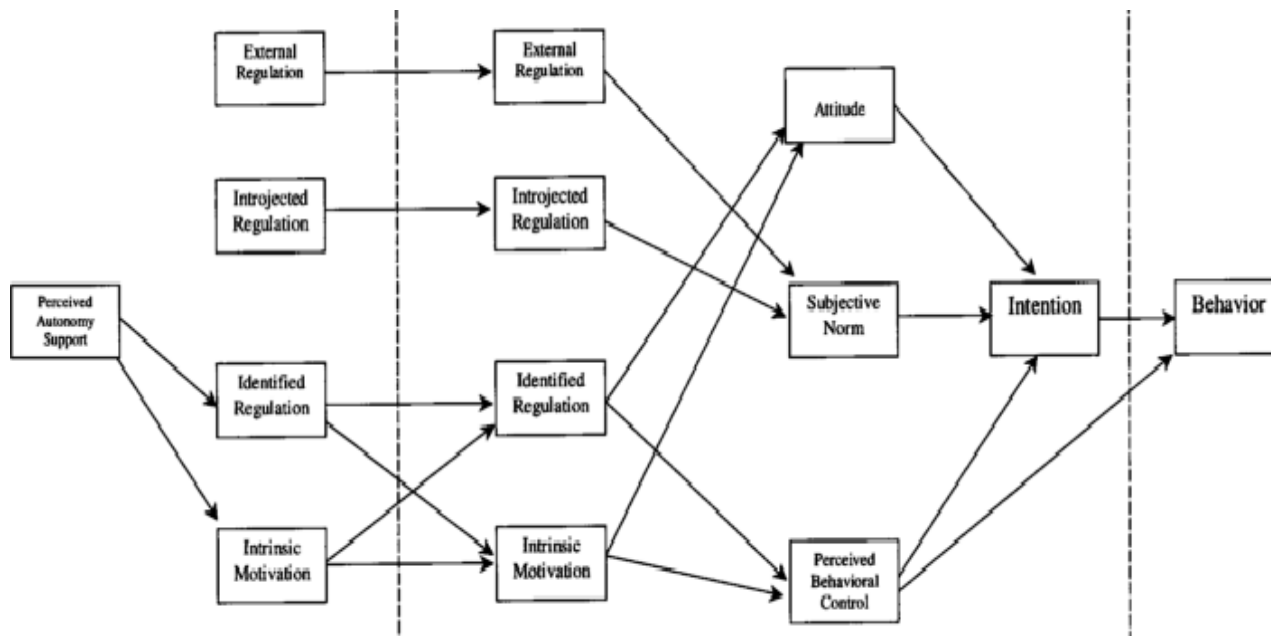 External
Regulation
External
Regulation
Attitude
Introjected
Regulation
Introjected
Regulation
Perceived
Autonomy
Support
Subjective
Norm
Intention
Behavior
Identified
Regulation
Identified
Regulation
Intrinsic
Motivation
Intrinsic
Motivation
Perceived
Behavioral
Control